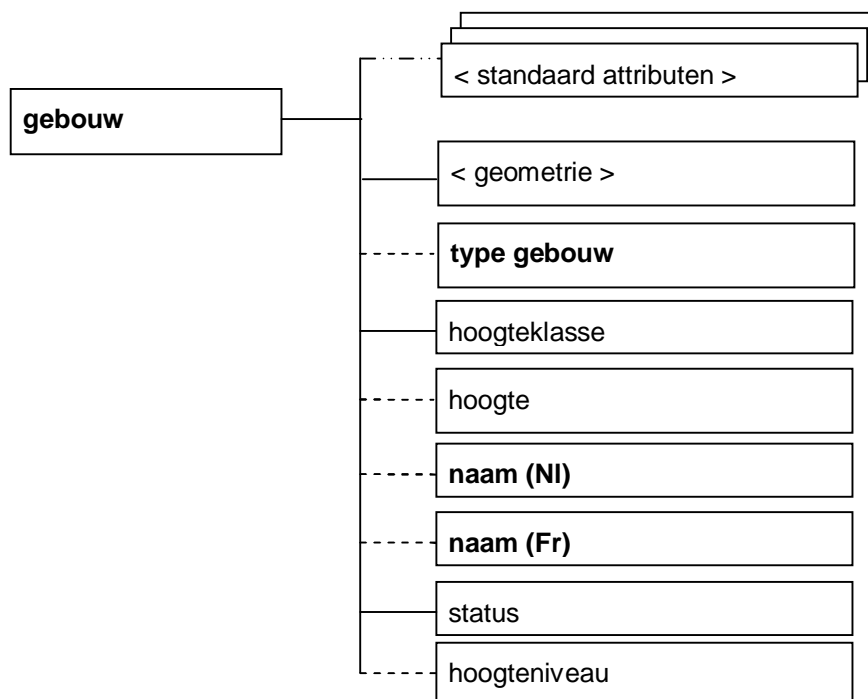 < standaard attributen >
gebouw
< geometrie >
type gebouw
hoogteklasse
hoogte
naam (Nl)
naam (Fr)
status
hoogteniveau